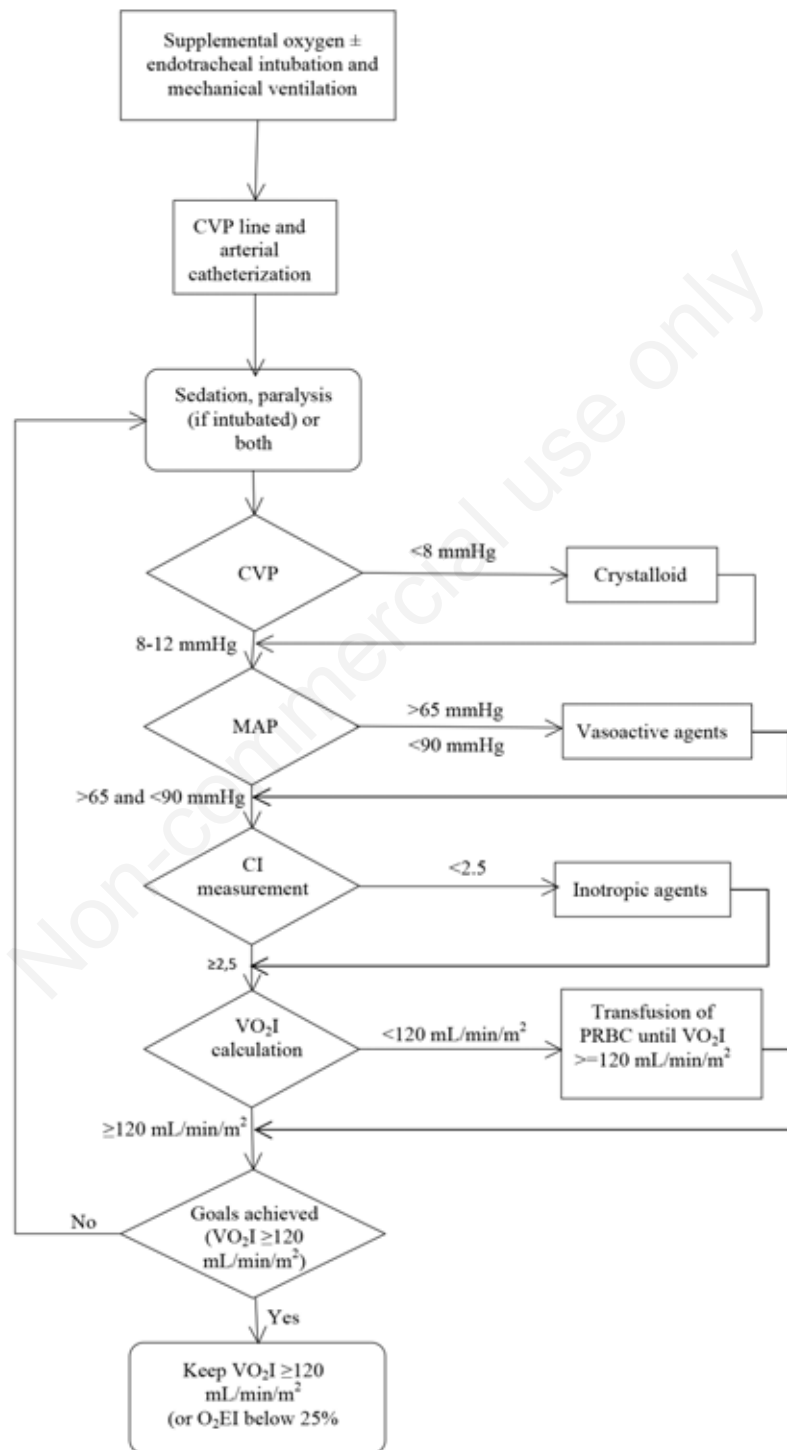 Supplemental oxygen ±
endotracheal intubation and
mechanical ventilation
CVP line and
arterial
catheterization
Sedation, paralysis
(if intubated) or
both
CVP
<8 mmHg
Crystalloid
8-12 mmHg
MAP
>65 mmHg
<90 mmHg
Vasoactive agents
>65 and <90 mmHg
CI
measurement
<2.5
Inotropic agents
≥2,5
VO₂I
calculation
<120 mL/min/m²
Transfusion of
PRBC until VO₂I
>=120 mL/min/m²
≥120 mL/min/m²
Goals achieved
(VO₂I ≥120
mL/min/m²)
No
Yes
Keep VO₂I ≥120
mL/min/m²
(or O₂EI below 25%
Non-commercial use only